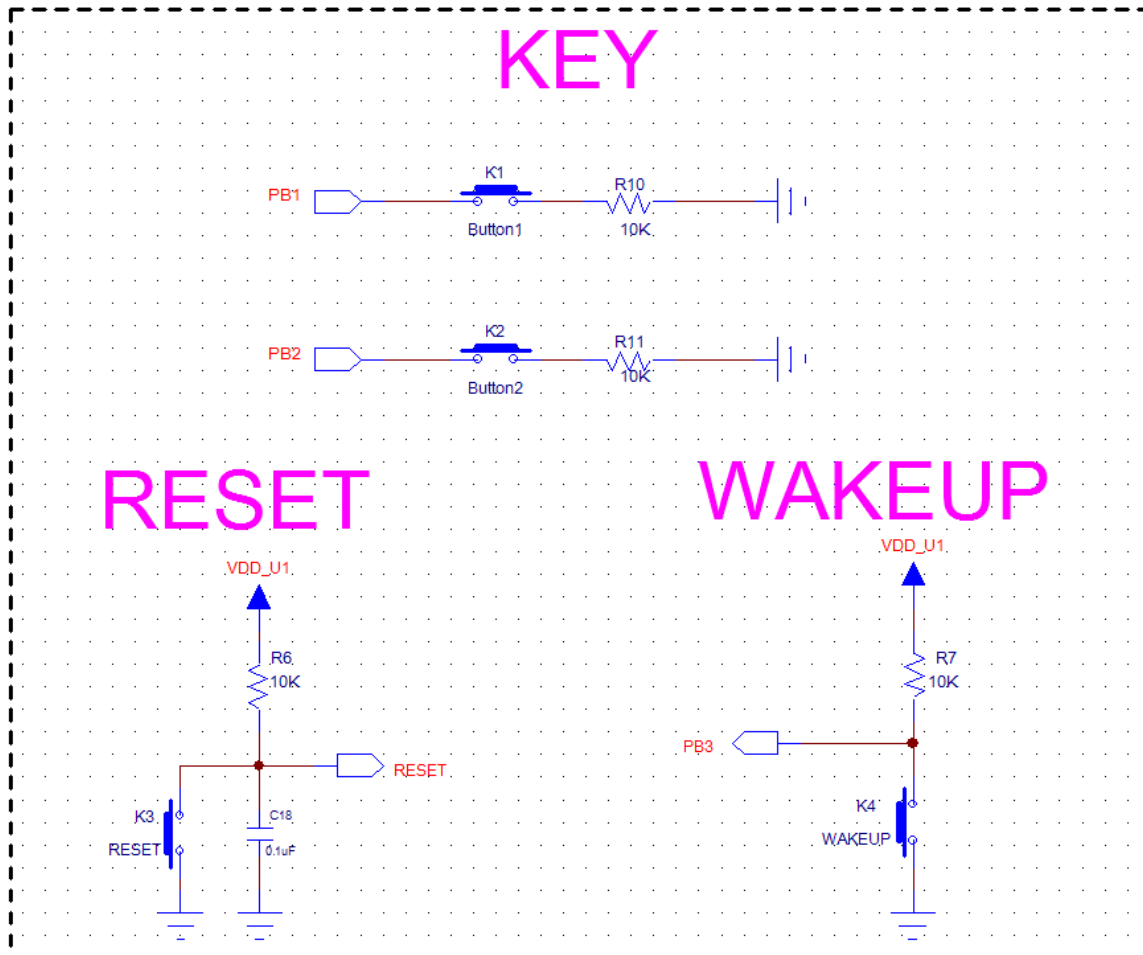 KEY
PB1
K1
Button1
R10
10K
PB2
K2
Button2
R11
10K
RESET
VDD_U1
R6
10K
RESET
K3
RESET
C18
0.1uF
WAKEUP
VDD_U1
R7
10K
PB3
K4
WAKEUP